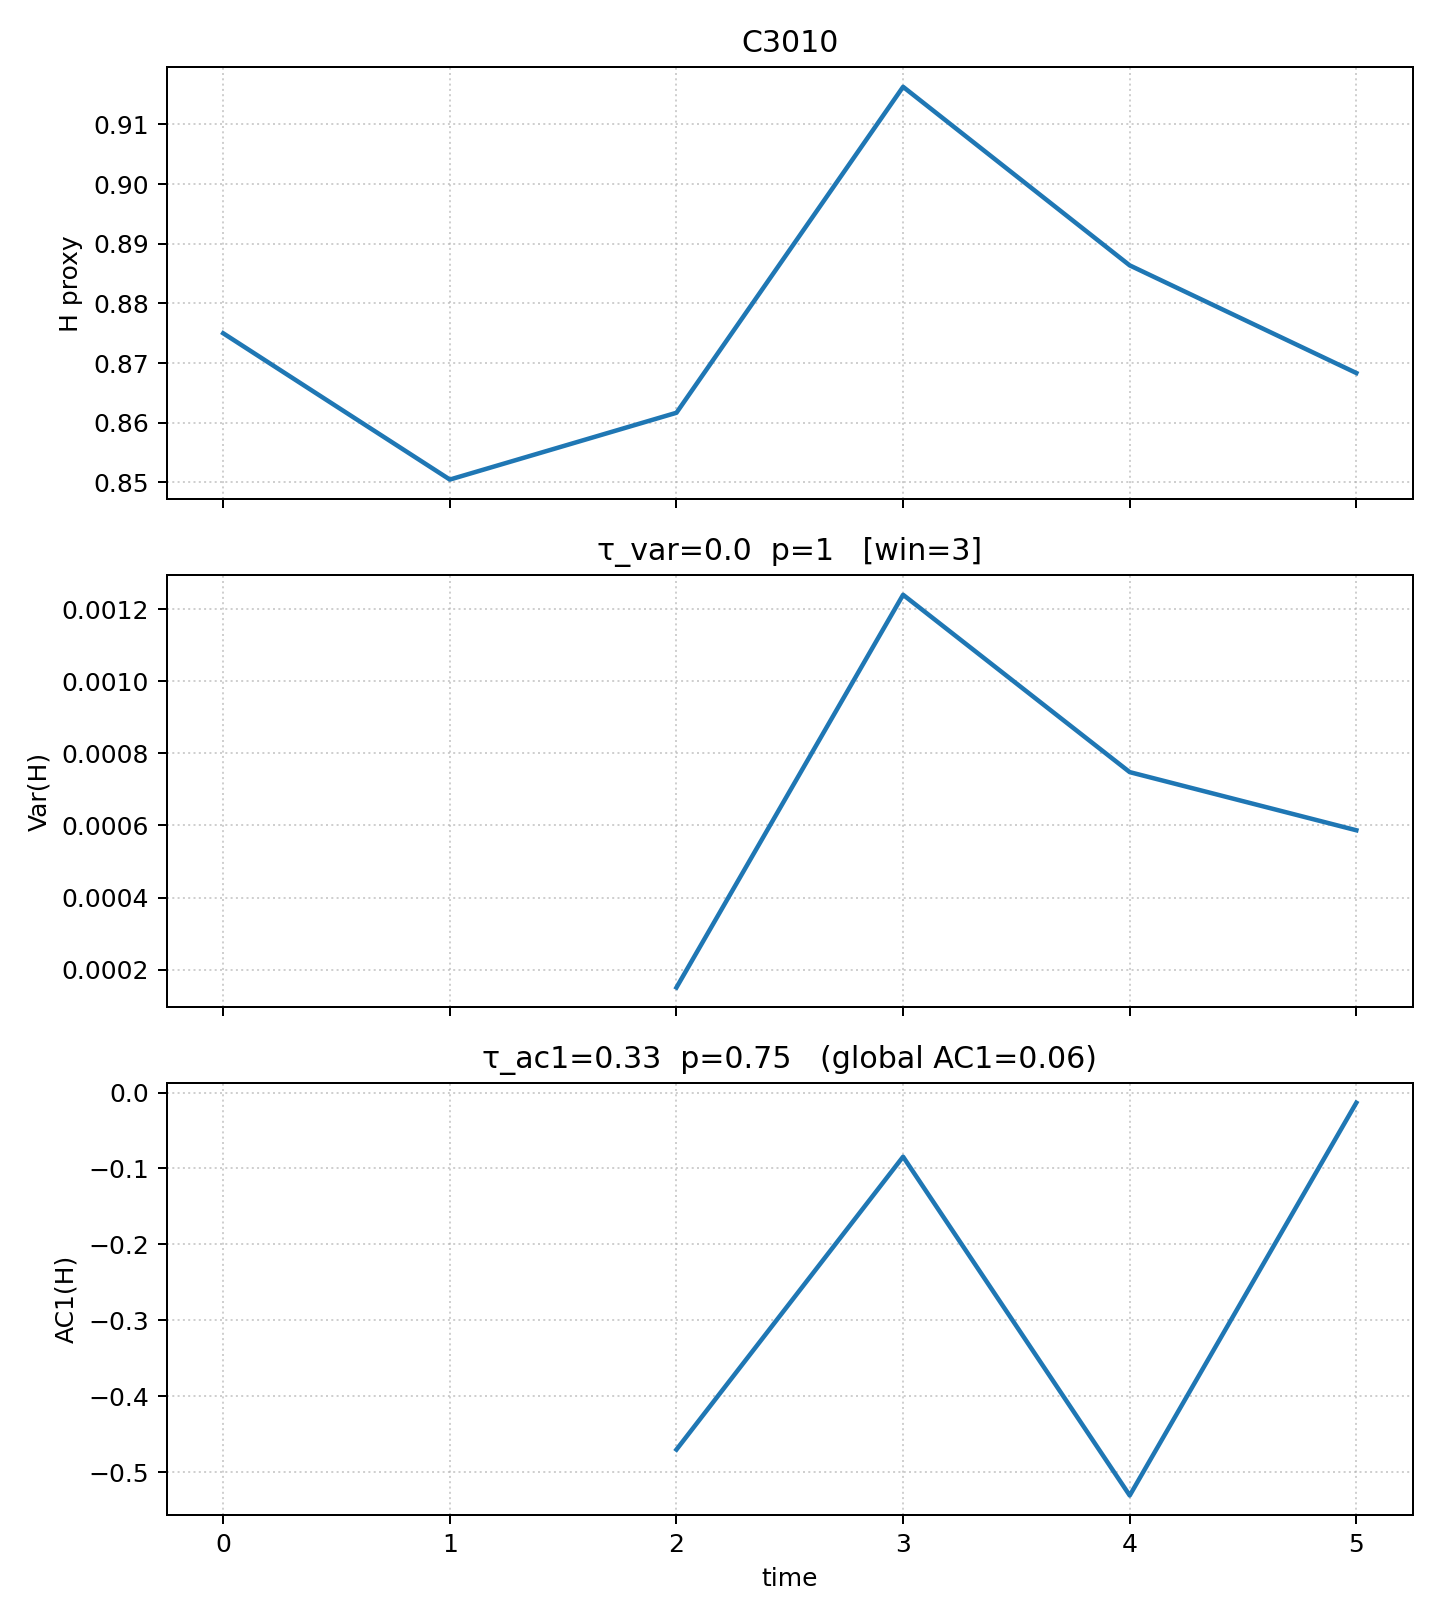 C3010
H proxy
0.91
0.90
0.89
0.88
0.87
0.86
0.85
τ_var=0.0  p=1   [win=3]
Var(H)
0.0012
0.0010
0.0008
0.0006
0.0004
0.0002
τ_ac1=0.33  p=0.75   (global AC1=0.06)
AC1(H)
0.0
−0.1
−0.2
−0.3
−0.4
−0.5
0 1 2 3 4 5
time